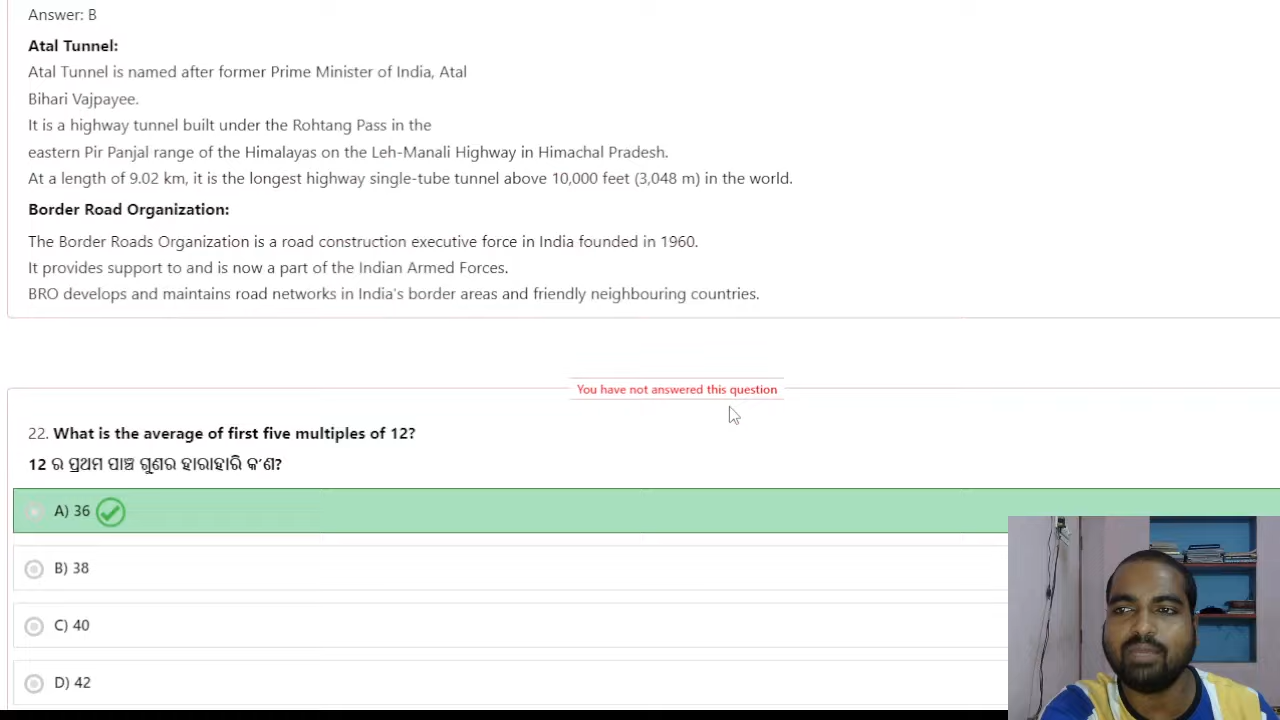 Answer: B
Atal Tunnel:
Atal Tunnel is named after former Prime Minister of India, Atal
Bihari Vajpayee.
It is a highway tunnel built under the Rohtang Pass in the
eastern Pir Panjal range of the Himalayas on the Leh-Manali Highway in Himachal Pradesh.
At a length of 9.02 km, it is the longest highway single-tube tunnel above 10,000 feet (3,048 m) in the world.
Border Road Organization:
The Border Roads Organization is a road construction executive force in India founded in 1960.
It provides support to and is now a part of the Indian Armed Forces.
BRO develops and maintains road networks in India's border areas and friendly neighbouring countries.
You have not answered this question
22. What is the average of first five multiples of 12?
12 ର ପ୍ରଥମ ପାଞ୍ଚ ଗୁଣର ହାରାହାରି କ'ଣ?
A) 36
B) 38
C) 40
D) 42